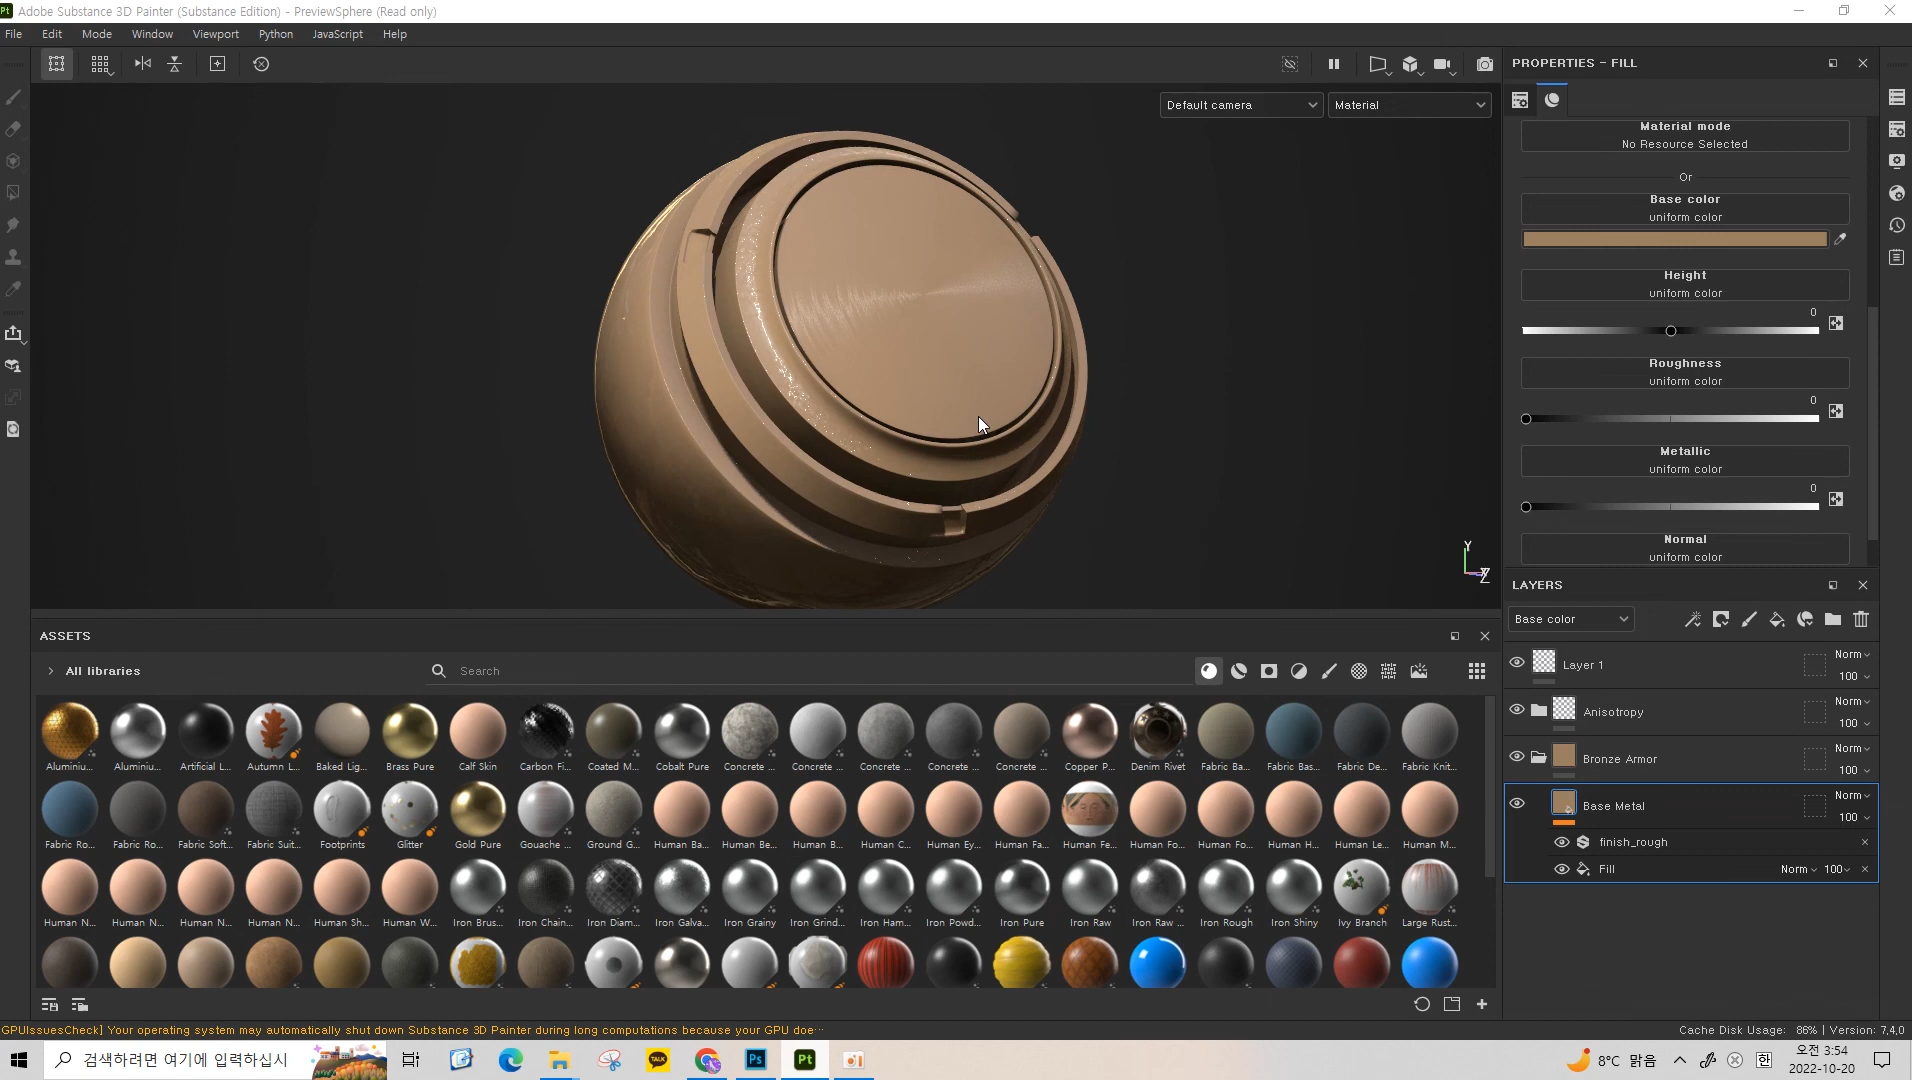 Pt Adobe Substance 3D Painter (Substance Edition) - PreviewSphere (Read only)
File Edit Mode Window Viewport Python JavaScript Help
Default camera Material
PROPERTIES - FILL
Material mode
No Resource Selected
Or
Base color
uniform color
Height
uniform color
0
Roughness
uniform color
0
Metallic
uniform color
0
Normal
uniform color
Y
Z
LAYERS
Base color
Layer 1 Norm
100
Anisotropy Norm
100
Bronze Armor Norm
100
Base Metal Norm
100
finish_rough
Fill Norm 100
ASSETS
All libraries Search
Aluminiu... Aluminiu... Artificial L... Autumn L... Baked Lig... Brass Pure Calf Skin Carbon Fi... Coated M... Cobalt Pure Concrete ... Concrete ... Concrete ... Concrete ... Concrete ... Copper P... Denim Rivet Fabric Ba... Fabric Bas... Fabric De... Fabric Knit...
Fabric Ro... Fabric Ro... Fabric Soft... Fabric Suit... Footprints Glitter Gold Pure Gouache ... Ground G... Human Ba... Human Be... Human B... Human C... Human Ey... Human Fa... Human Fe... Human Fo... Human Fo... Human H... Human Le... Human M...
Human N... Human N... Human N... Human N... Human Sh... Human W... Iron Brus... Iron Chain... Iron Diam... Iron Galva... Iron Grainy Iron Grind... Iron Ham... Iron Powd... Iron Pure Iron Raw Iron Raw ... Iron Rough Iron Shiny Ivy Branch Large Rust...
GPUIssuesCheck] Your operating system may automatically shut down Substance 3D Painter during long computations because your GPU doe...
Cache Disk Usage: 86% | Version: 7,4,0
검색하려면 여기에 입력하십시
TALK Ps Pt
8°C 맑음 한 오전 3:54
2022-10-20